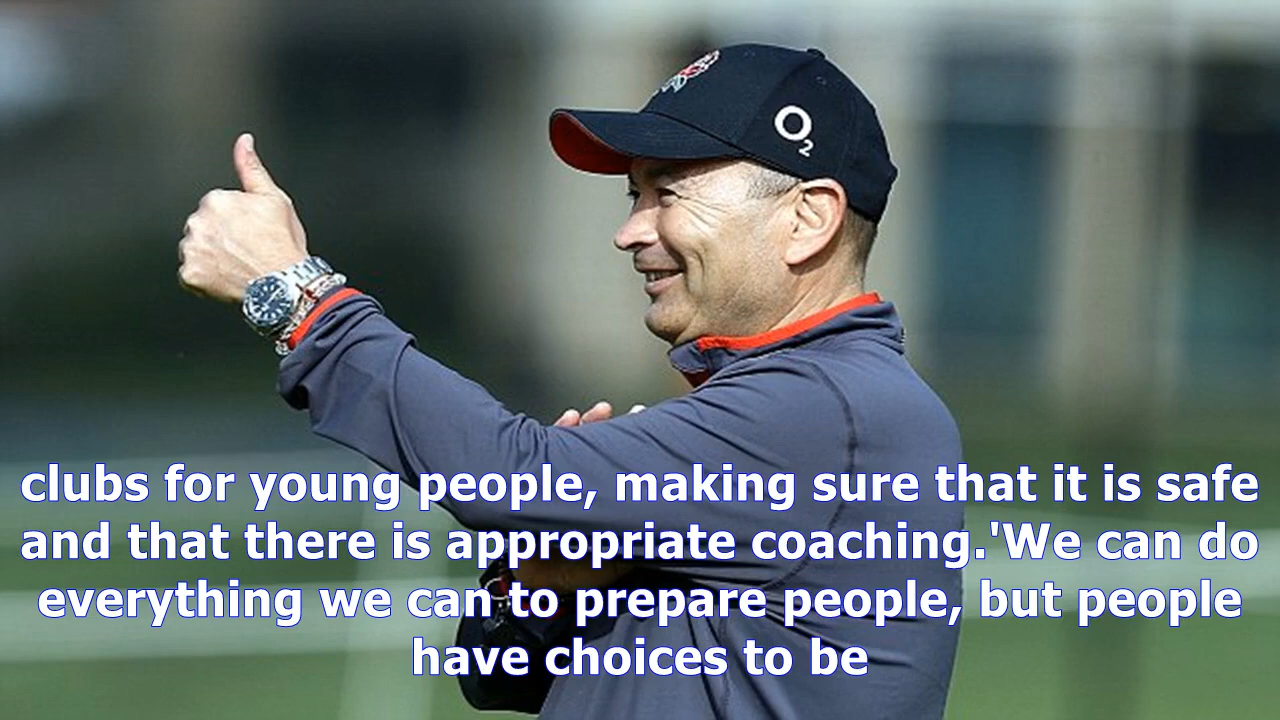 O2
clubs for young people, making sure that it is safe
and that there is appropriate coaching.'We can do
everything we can to prepare people, but people
have choices to be